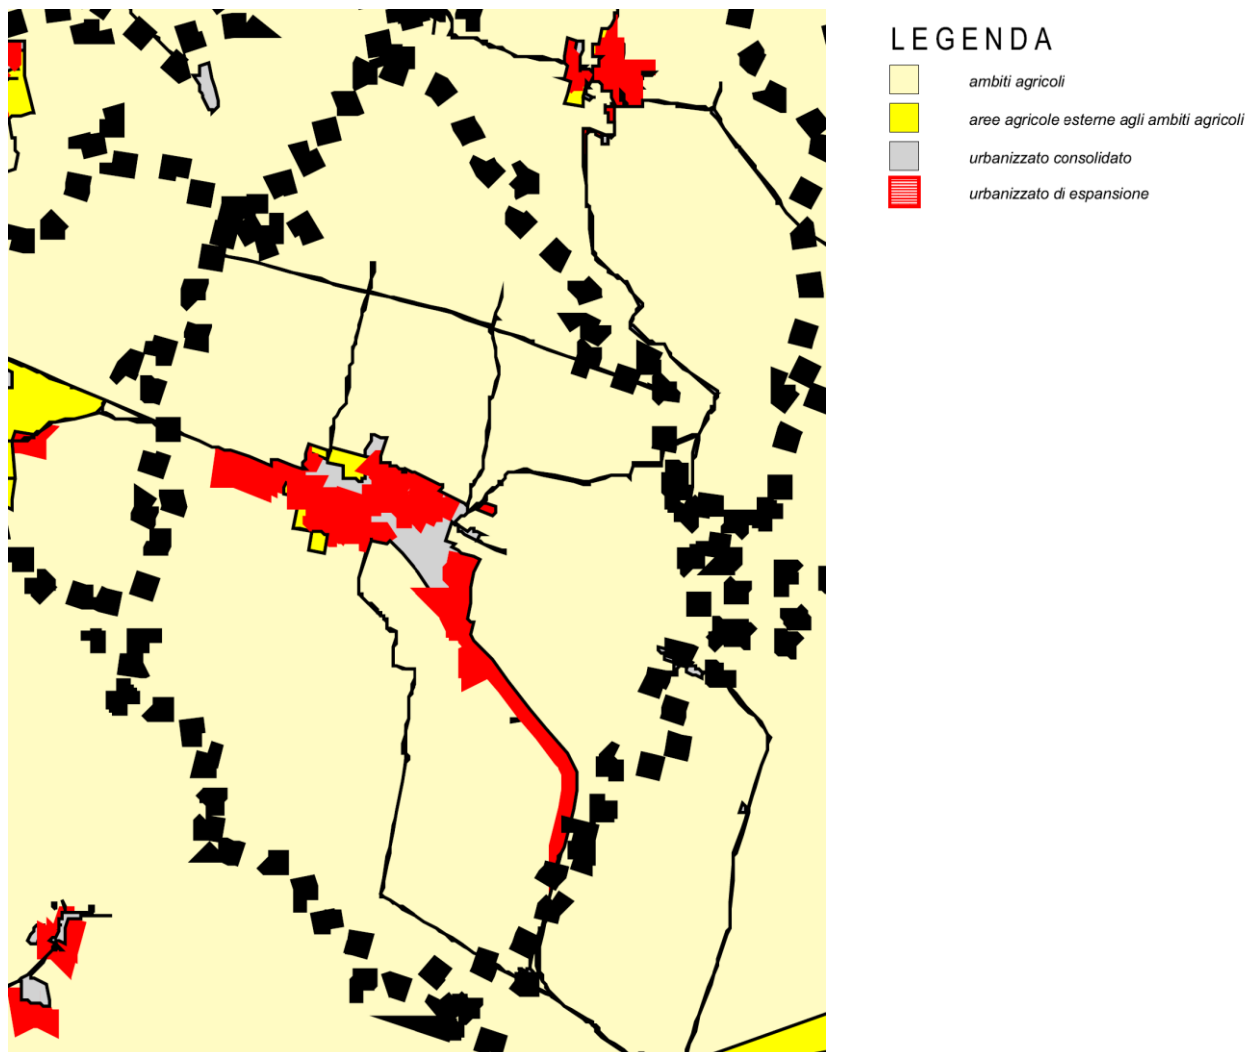 LEGENDA
ambiti agricoli
aree agricole esterne agli ambiti agricoli
urbanizzato consolidato
urbanizzato di espansione